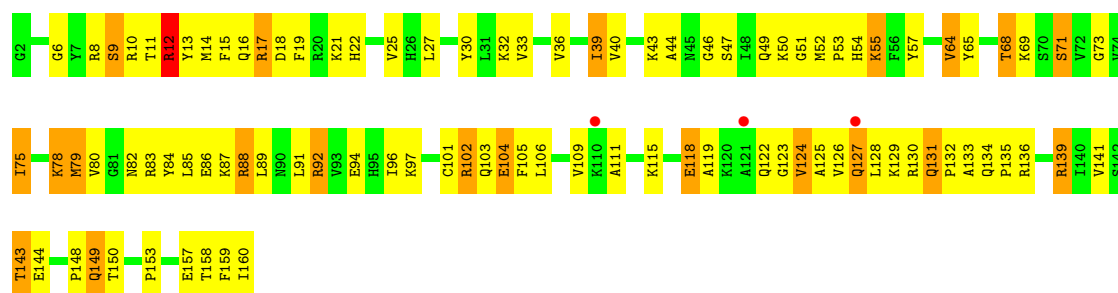 G2 G6 Y7 R8 S9 R10 T11 R12 Y13 M14 F15 Q16 R17 D18 F19 R20 K21 H22 V25 H26 L27 Y30 L31 K32 V33 V36 I39 V40 K43 A44 N45 G46 S47 I48 Q49 K50 G51 M52 P53 H54 K55 F56 Y57 V64 Y65 T68 K69 S70 S71 V72 G73 V74
I75 K78 M79 V80 G81 N82 R83 Y84 L85 E86 K87 R88 L89 N90 L91 R92 V93 E94 H95 I96 K97 C101 R102 Q103 E104 F105 L106 V109 K110 A111 K115 E118 A119 K120 A121 Q122 G123 V124 A125 V126 Q127 L128 K129 R130 Q131 P132 A133 Q134 P135 R136 R139 I140 V141 S142
T143 E144 P148 Q149 T150 P153 E157 T158 F159 I160